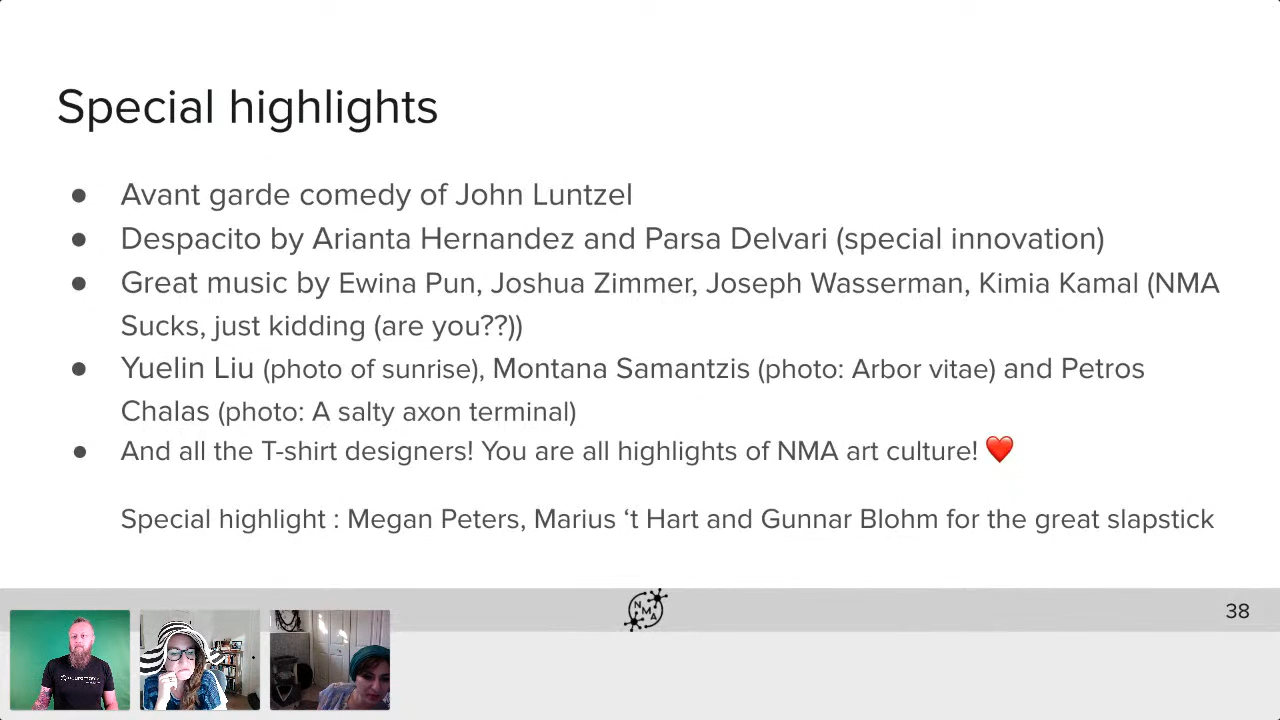 Special highlights
● Avant garde comedy of John Luntzel
● Despacito by Arianta Hernandez and Parsa Delvari (special innovation)
● Great music by Ewina Pun, Joshua Zimmer, Joseph Wasserman, Kimia Kamal (NMA
Sucks, just kidding (are you??))
● Yuelin Liu (photo of sunrise), Montana Samantzis (photo: Arbor vitae) and Petros
Chalas (photo: A salty axon terminal)
● And all the T-shirt designers! You are all highlights of NMA art culture! ❤️
Special highlight : Megan Peters, Marius ‘t Hart and Gunnar Blohm for the great slapstick
NMA
38